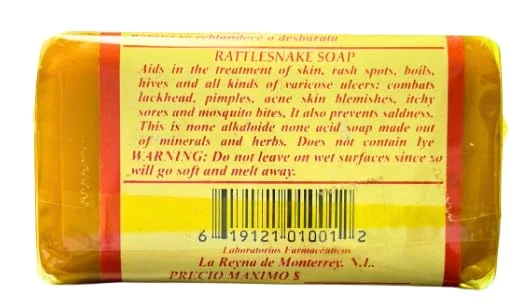 se reblandece o desbarata
RATTLESNAKE SOAP
Aids in the treatment of skin, rash spots, boils,
hives and all kinds of varicose ulcers: combats
lackhead, pimples, acne skin blemishes, itchy
sores and mosquito bites, It also prevents saldness.
This is none alkaloide none acid soap made out
of minerals and herbs. Does not contain lye
WARNING: Do not leave on wet surfaces since so
will go soft and melt away.
6 19121 01001 2
Laboratorios Farmacéuticos
La Reyna de Monterrey, N.L.
PRECIO MAXIMO $